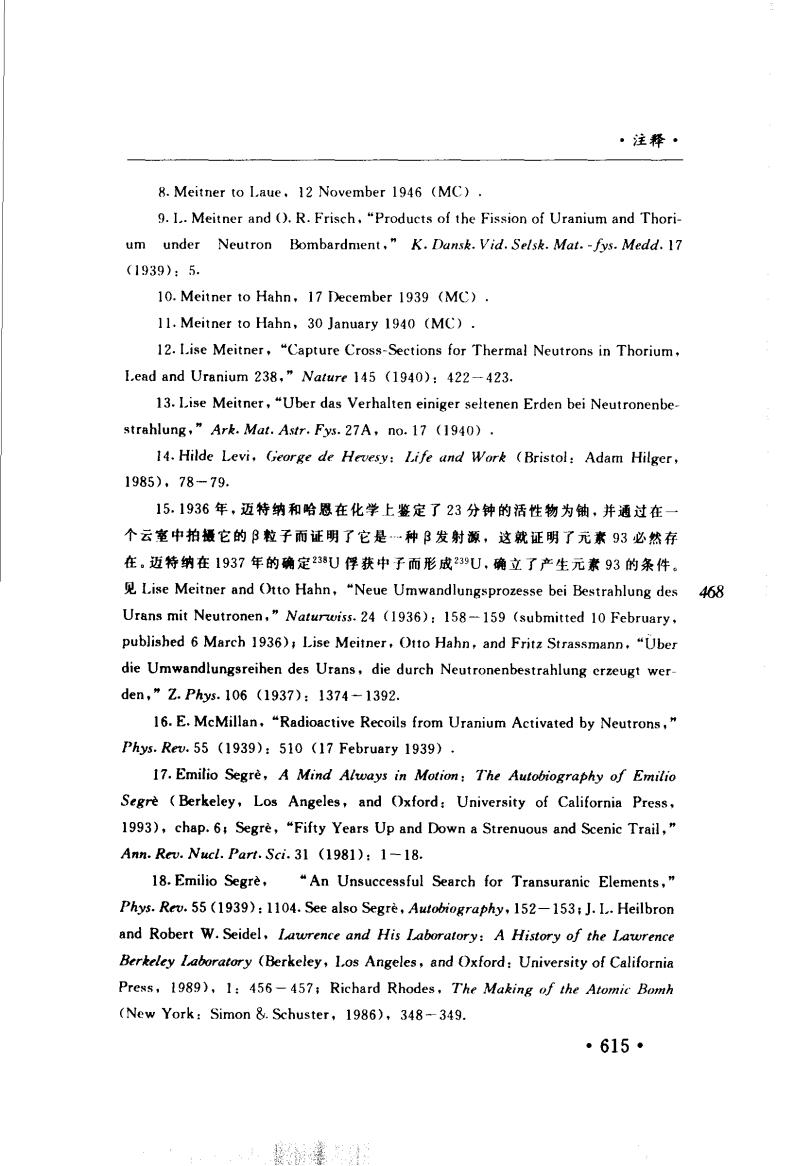 ·注释·
8. Meitner to Laue, 12 November 1946 (MC) .
9. L. Meitner and O. R. Frisch, “Products of the Fission of Uranium and Thori-
um under Neutron Bombardment,” K. Dansk. Vid. Selsk. Mat. -fys. Medd. 17
(1939): 5.
10. Meitner to Hahn, 17 December 1939 (MC) .
11. Meitner to Hahn, 30 January 1940 (MC) .
12. Lise Meitner, “Capture Cross-Sections for Thermal Neutrons in Thorium,
Lead and Uranium 238,” Nature 145 (1940): 422—423.
13. Lise Meitner, “Uber das Verhalten einiger seltenen Erden bei Neutronenbe-
strahlung,” Ark. Mat. Astr. Fys. 27A, no. 17 (1940) .
14. Hilde Levi, George de Hevesy: Life and Work (Bristol: Adam Hilger,
1985), 78—79.
15. 1936 年,迈特纳和哈恩在化学上鉴定了 23 分钟的活性物为铀,并通过在一
个云室中拍摄它的β粒子而证明了它是一种β发射源，这就证明了元素 93 必然存
在。迈特纳在 1937 年的确定²³⁸U 俘获中子而形成²³⁹U,确立了产生元素 93 的条件。
见 Lise Meitner and Otto Hahn, “Neue Umwandlungsprozesse bei Bestrahlung des
468
Urans mit Neutronen,” Naturwiss. 24 (1936): 158—159 (submitted 10 February,
published 6 March 1936); Lise Meitner, Otto Hahn, and Fritz Strassmann, “Über
die Umwandlungsreihen des Urans, die durch Neutronenbestrahlung erzeugt wer-
den,” Z. Phys. 106 (1937): 1374—1392.
16. E. McMillan, “Radioactive Recoils from Uranium Activated by Neutrons,”
Phys. Rev. 55 (1939): 510 (17 February 1939) .
17. Emilio Segrè, A Mind Always in Motion: The Autobiography of Emilio
Segrè (Berkeley, Los Angeles, and Oxford: University of California Press,
1993), chap. 6; Segrè, “Fifty Years Up and Down a Strenuous and Scenic Trail,”
Ann. Rev. Nucl. Part. Sci. 31 (1981): 1—18.
18. Emilio Segrè, “An Unsuccessful Search for Transuranic Elements,”
Phys. Rev. 55 (1939): 1104. See also Segrè, Autobiography, 152—153; J. L. Heilbron
and Robert W. Seidel, Lawrence and His Laboratory: A History of the Lawrence
Berkeley Laboratory (Berkeley, Los Angeles, and Oxford: University of California
Press, 1989), 1: 456—457; Richard Rhodes, The Making of the Atomic Bomb
(New York: Simon & Schuster, 1986), 348—349.
·615·